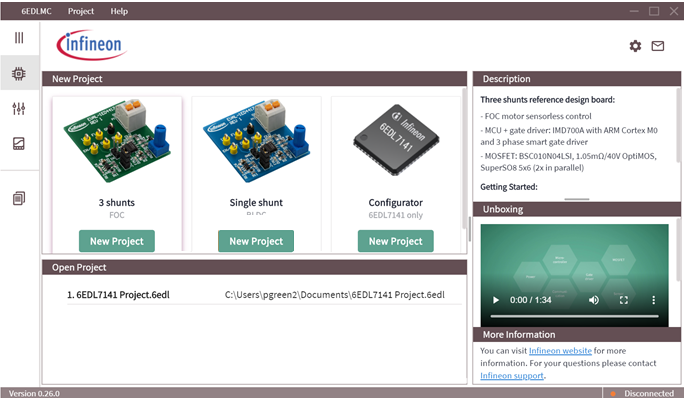 6EDLMC Project Help
infineon
New Project
3 shunts
FOC
New Project
Single shunt
BLDC
New Project
Infineon
6EDL7141
Configurator
6EDL7141 only
New Project
Open Project
1. 6EDL7141 Project.6edl C:\Users\pgreen2\Documents\6EDL7141 Project.6edl
Description
Three shunts reference design board:
- FOC motor sensorless control
- MCU + gate driver: IMD700A with ARM Cortex M0
and 3 phase smart gate driver
- MOSFET: BSC010N04LSI, 1.05mΩ/40V OptiMOS,
SuperSO8 5x6 (2x in parallel)
Getting Started:
Unboxing
0:00 / 1:34
More Information
You can visit Infineon website for more
information. For your questions please contact
Infineon support.
Version 0.26.0
Disconnected